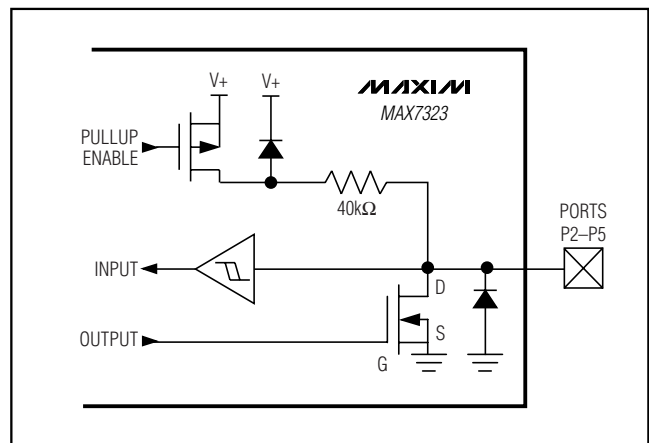 V+
V+
MAXIM
MAX7323
PULLUP
ENABLE
40kΩ
PORTS
P2–P5
INPUT
D
OUTPUT
S
G